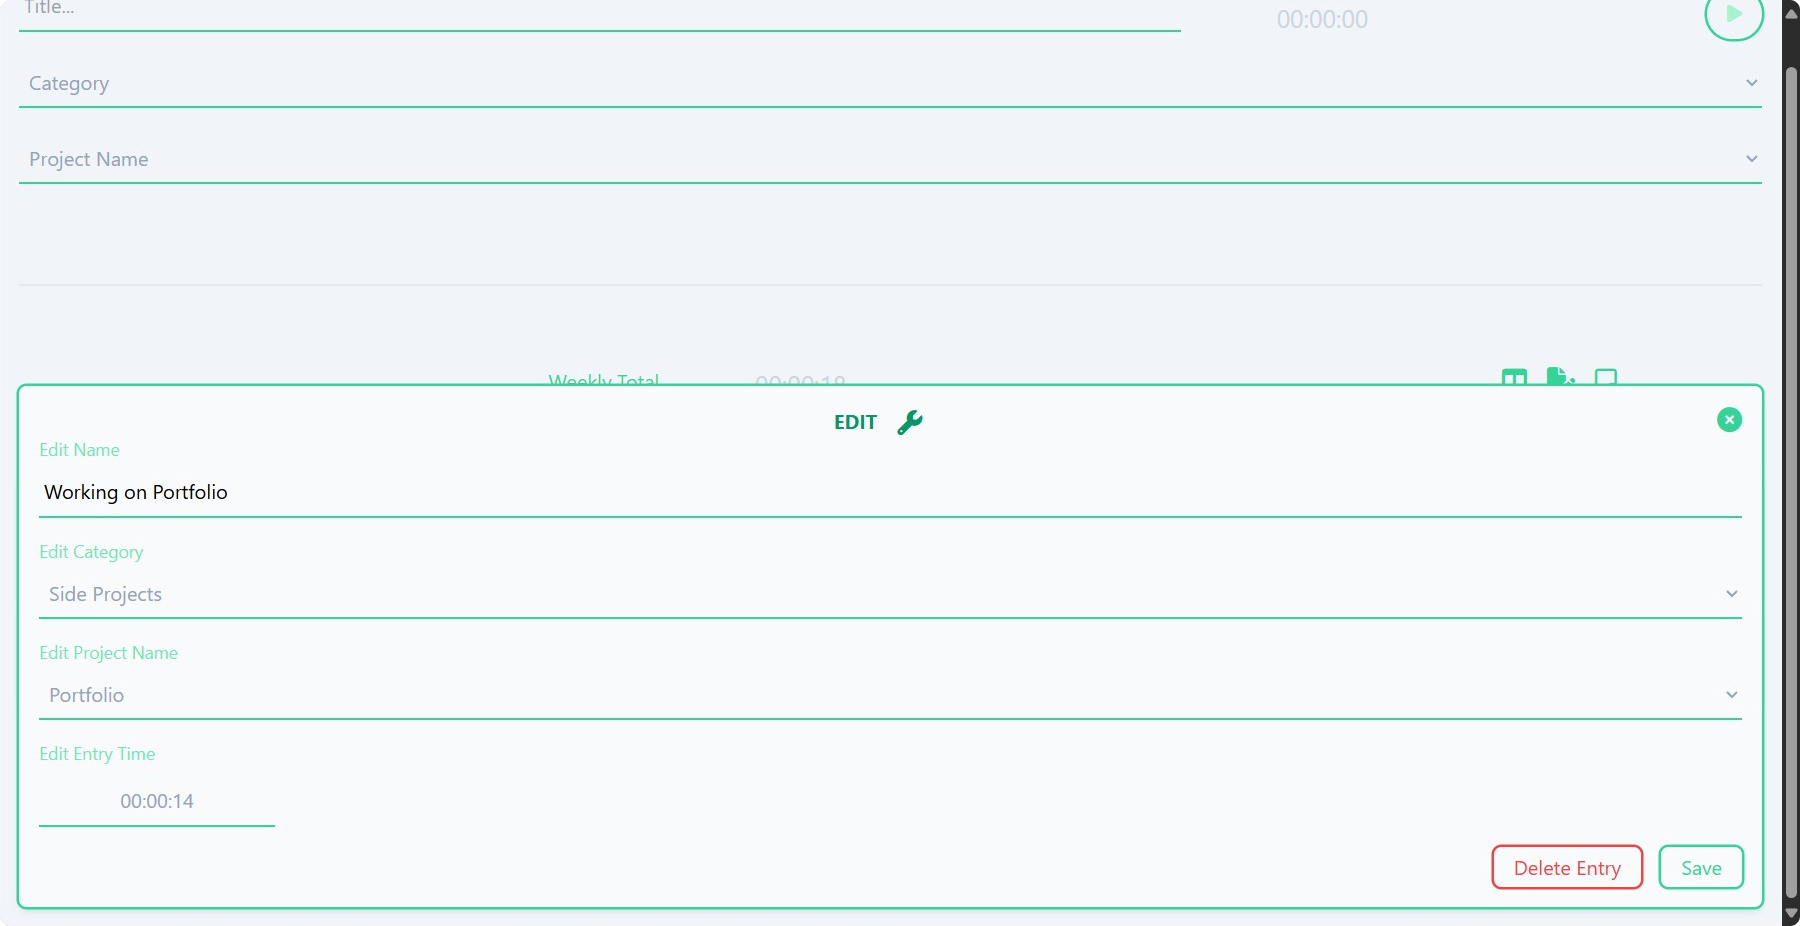 Title...
00:00:00
Category
Project Name
Weekly Total 00:00:18
EDIT
Edit Name
Working on Portfolio
Edit Category
Side Projects
Edit Project Name
Portfolio
Edit Entry Time
00:00:14
Delete Entry
Save